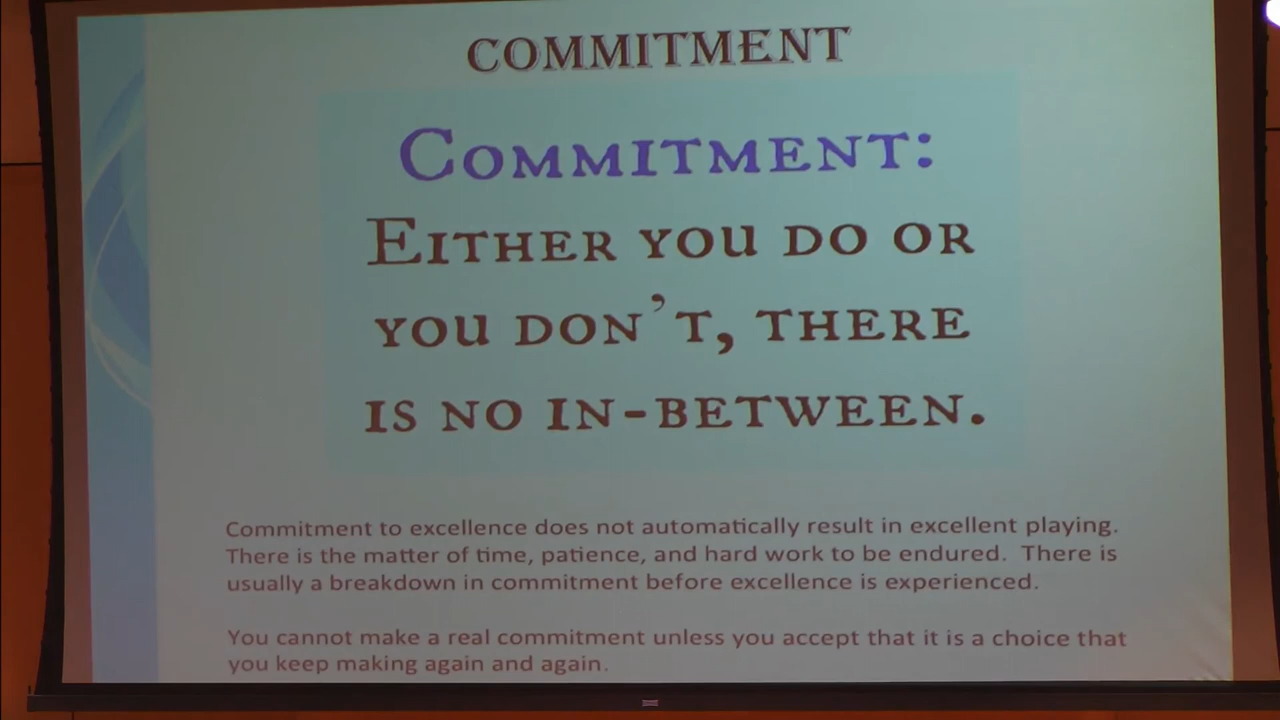 COMMITMENT
COMMITMENT:
EITHER YOU DO OR
YOU DON'T, THERE
IS NO IN-BETWEEN.
Commitment to excellence does not automatically result in excellent playing.
There is the matter of time, patience, and hard work to be endured. There is
usually a breakdown in commitment before excellence is experienced.
You cannot make a real commitment unless you accept that it is a choice that
you keep making again and again.